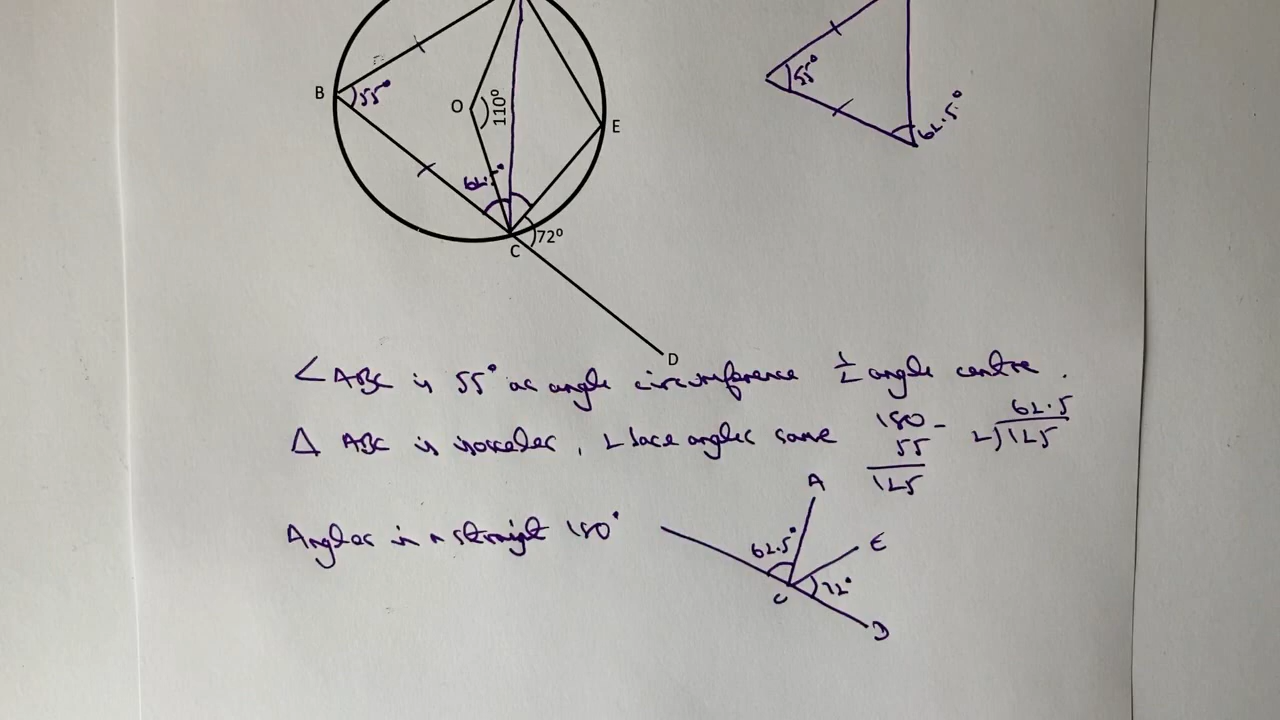 B
55°
O
110°
E
62.5°
72°
C
D
55°
62.5°
∠ABC is 55° as angle circumference ½ angle centre.
△ ABC is isosceles, 2 base angles same
180 -
55
125
62.5
2)125
Angles in a straight 180°
A
62.5°
E
C
72°
D